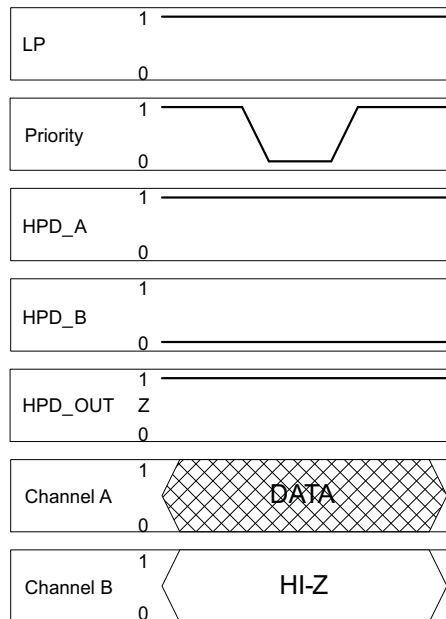 1
LP
0
1
Priority
0
1
HPD_A
0
1
HPD_B
0
1
HPD_OUT Z
0
1
Channel A DATA
0
1
Channel B HI-Z
0